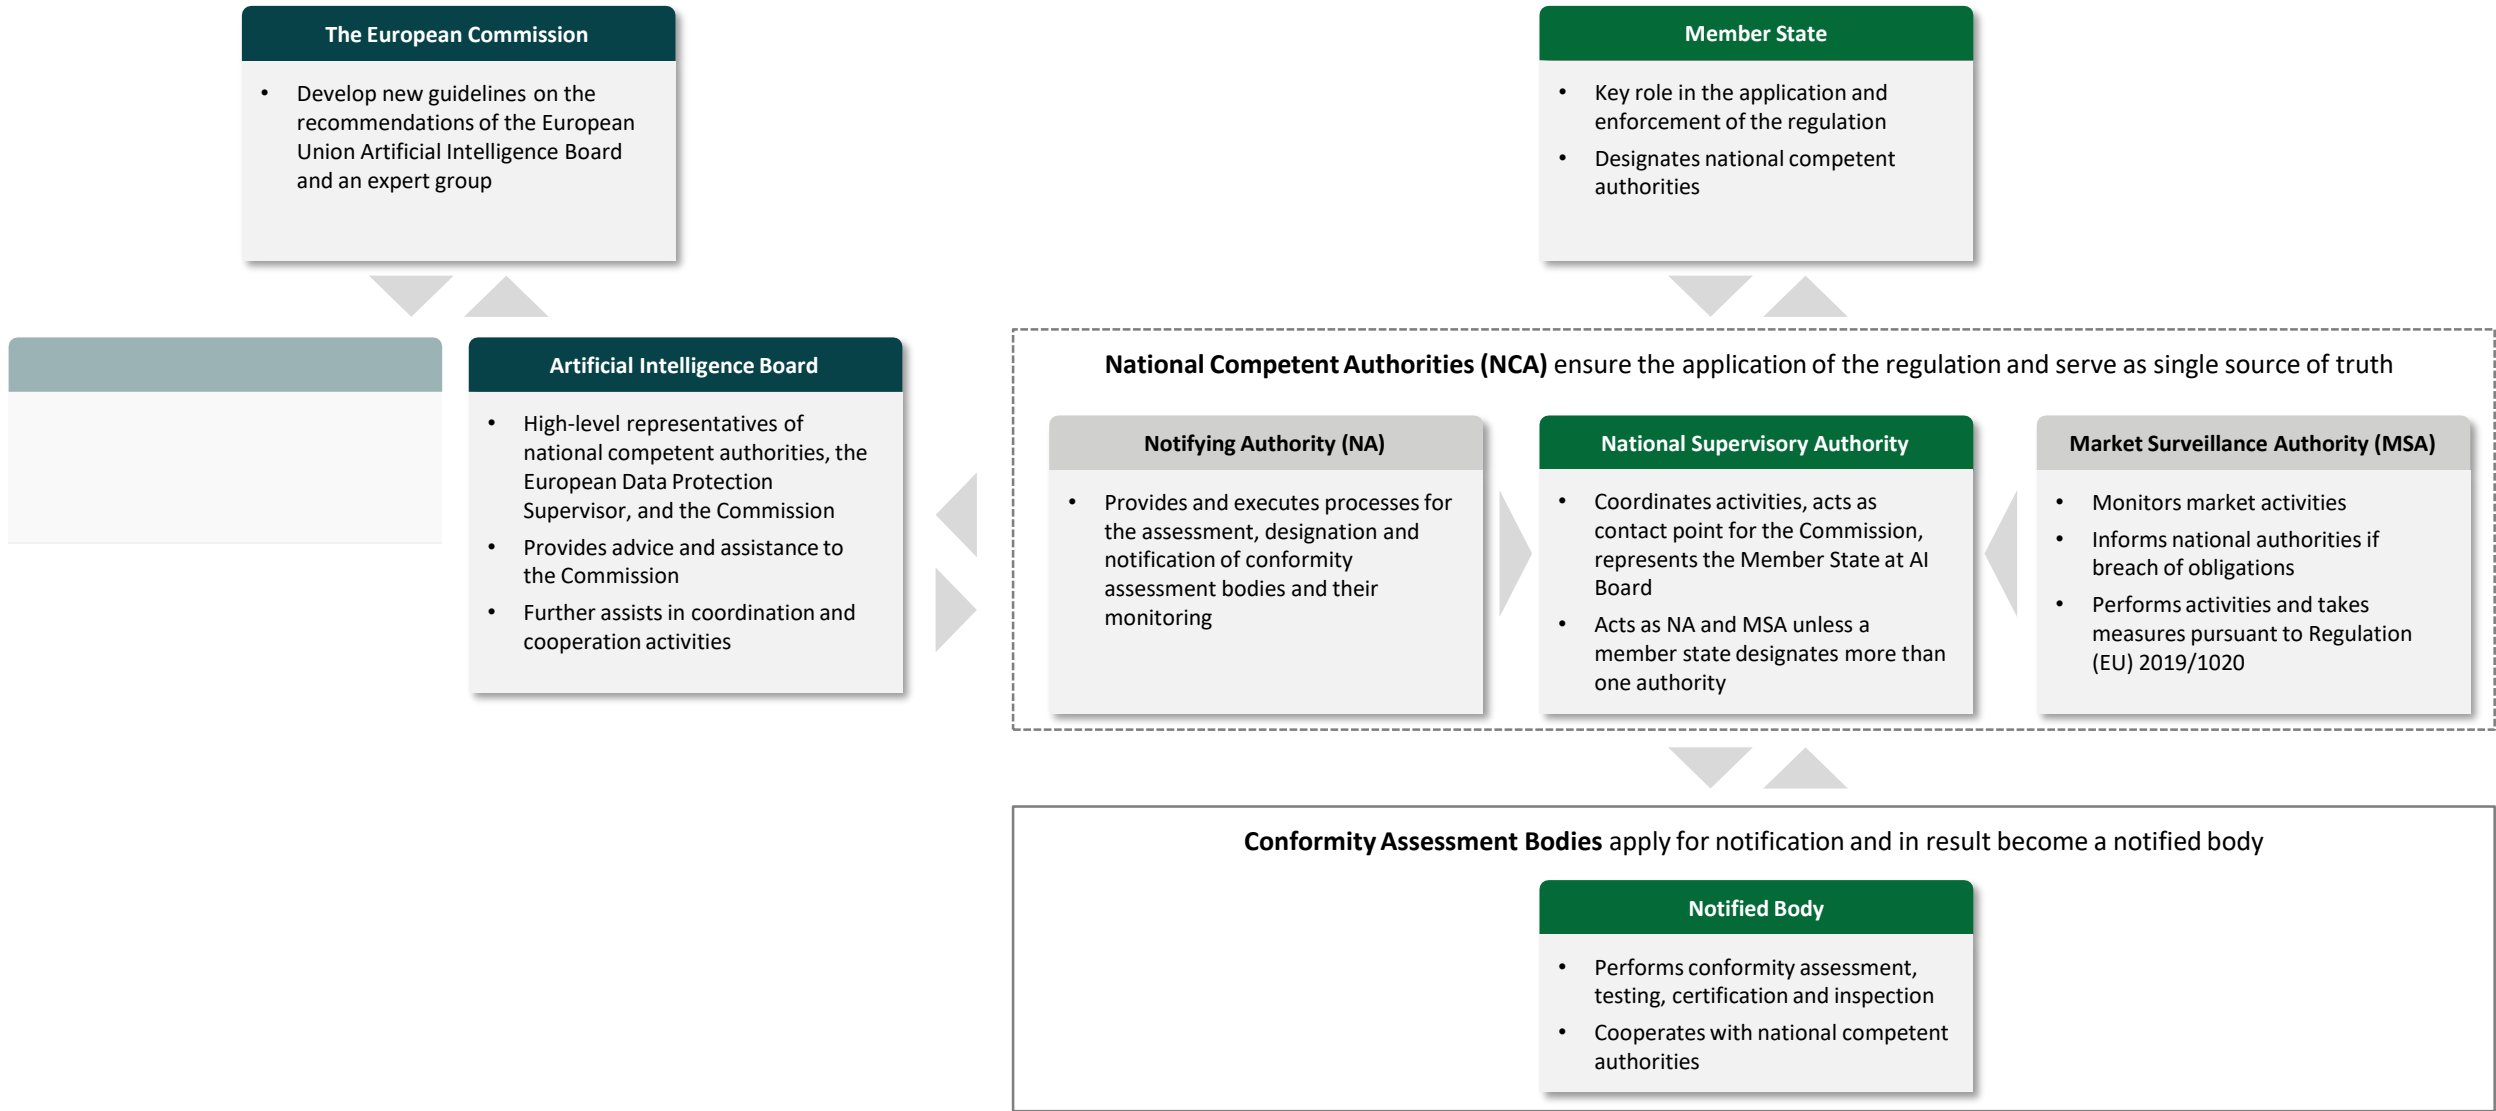 The European Commission
• Develop new guidelines on the
recommendations of the European
Union Artificial Intelligence Board
and an expert group
Member State
• Key role in the application and
enforcement of the regulation
• Designates national competent
authorities
Artificial Intelligence Board
• High-level representatives of
national competent authorities, the
European Data Protection
Supervisor, and the Commission
• Provides advice and assistance to
the Commission
• Further assists in coordination and
cooperation activities
National Competent Authorities (NCA) ensure the application of the regulation and serve as single source of truth
Notifying Authority (NA)
• Provides and executes processes for
the assessment, designation and
notification of conformity
assessment bodies and their
monitoring
National Supervisory Authority
• Coordinates activities, acts as
contact point for the Commission,
represents the Member State at AI
Board
• Acts as NA and MSA unless a
member state designates more than
one authority
Market Surveillance Authority (MSA)
• Monitors market activities
• Informs national authorities if
breach of obligations
• Performs activities and takes
measures pursuant to Regulation
(EU) 2019/1020
Conformity Assessment Bodies apply for notification and in result become a notified body
Notified Body
• Performs conformity assessment,
testing, certification and inspection
• Cooperates with national competent
authorities